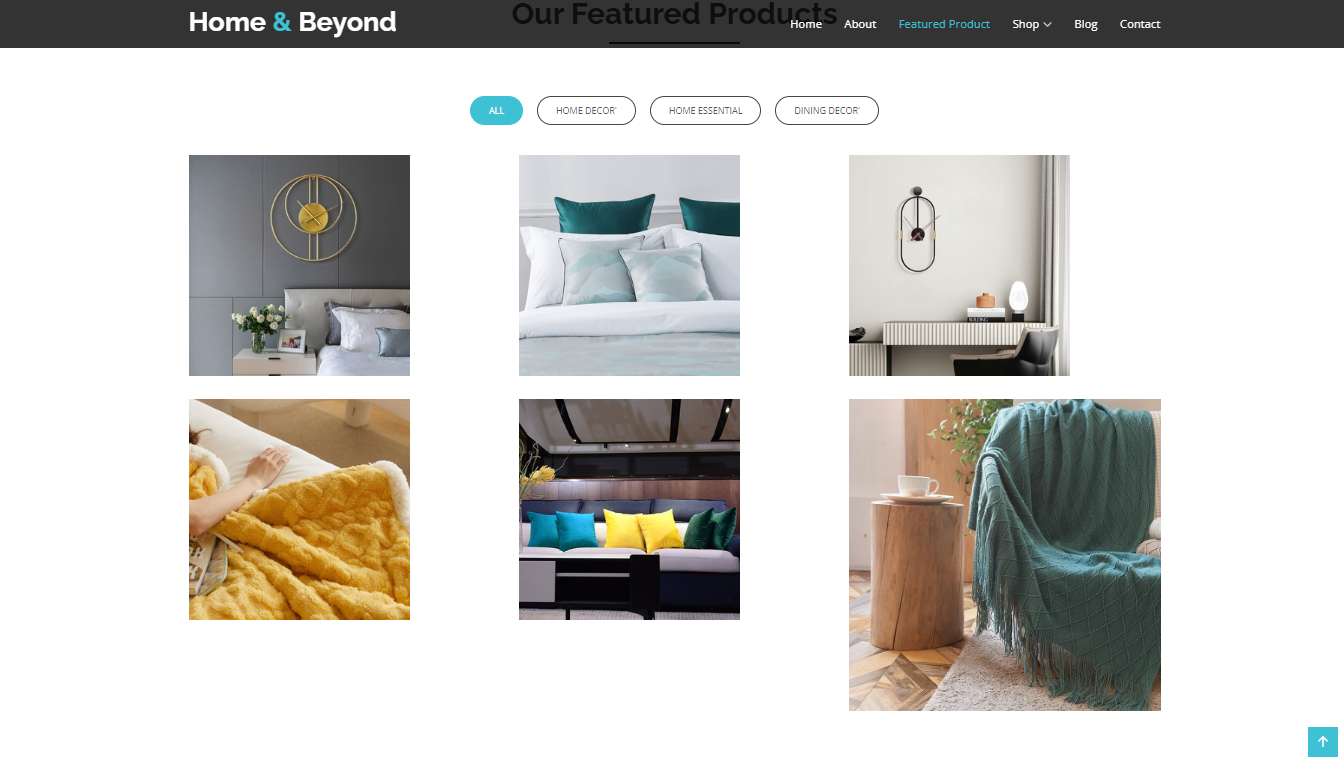 Our Featured Products
Home & Beyond
Home About Featured Product Shop Blog Contact
ALL HOME DECOR' HOME ESSENTIAL DINING DECOR'
BUILDING